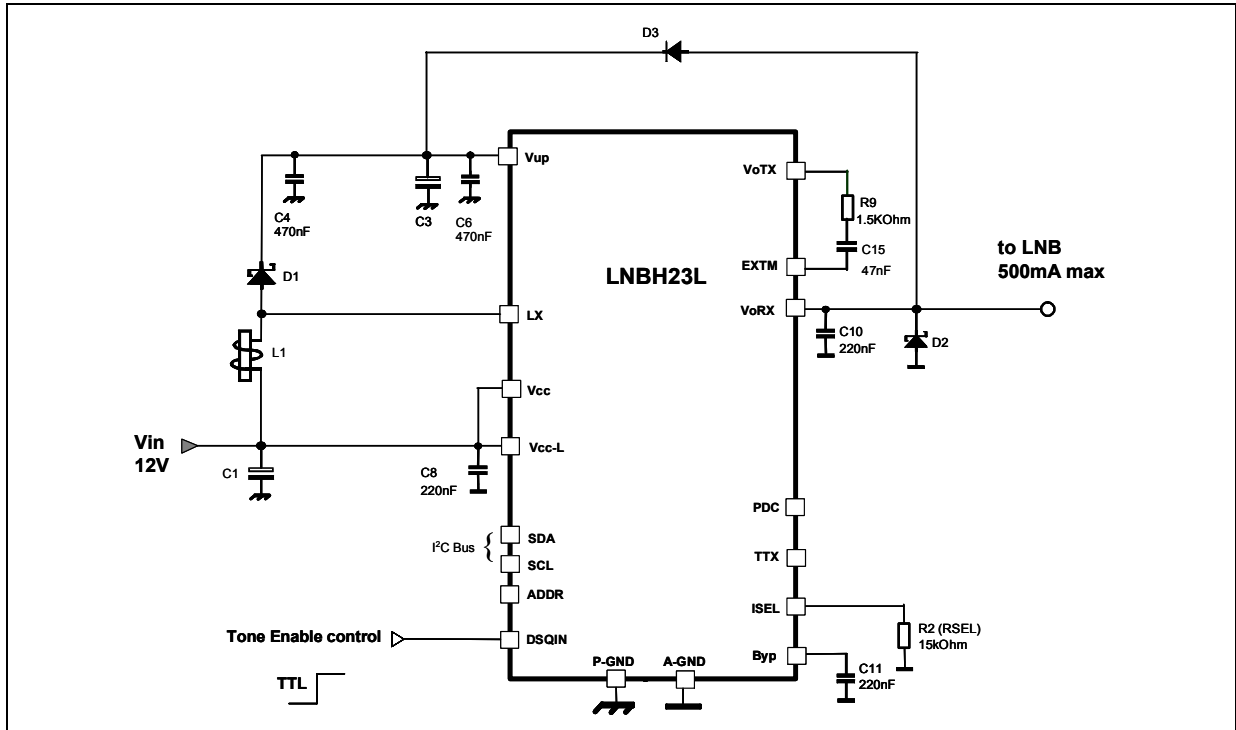 D3
Vup
VoTX
R9
1.5KOhm
C4
470nF
C3
C6
470nF
C15
47nF
to LNB
500mA max
EXTM
LNBH23L
D1
VoRX
LX
C10
220nF
D2
L1
Vcc
Vin
12V
Vcc-L
C1
C8
220nF
PDC
I²C Bus {
SDA
SCL
TTX
ADDR
ISEL
R2 (RSEL)
15kOhm
Tone Enable control
DSQIN
Byp
P-GND
A-GND
C11
220nF
TTL